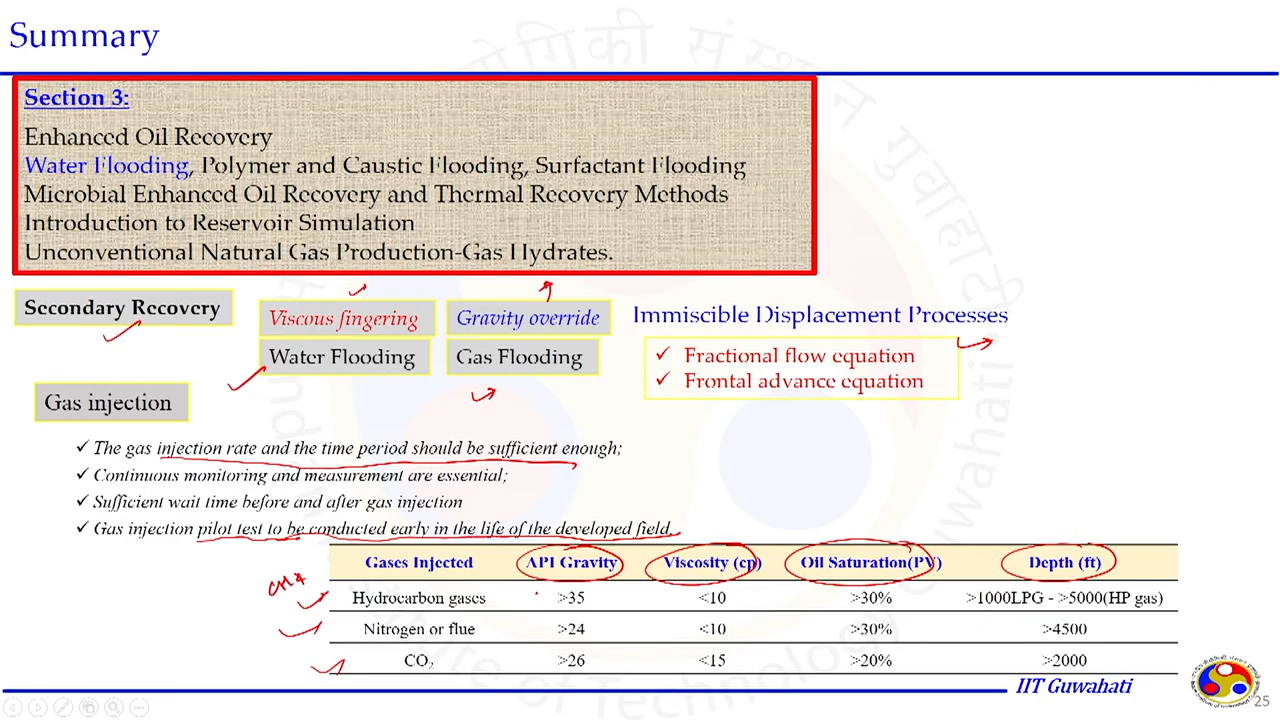 Summary
Section 3:
Enhanced Oil Recovery
Water Flooding, Polymer and Caustic Flooding, Surfactant Flooding
Microbial Enhanced Oil Recovery and Thermal Recovery Methods
Introduction to Reservoir Simulation
Unconventional Natural Gas Production-Gas Hydrates.
Secondary Recovery
Viscous fingering
Gravity override
Immiscible Displacement Processes
Water Flooding
Gas Flooding
✓ Fractional flow equation
✓ Frontal advance equation
Gas injection
✓ The gas injection rate and the time period should be sufficient enough;
✓ Continuous monitoring and measurement are essential;
✓ Sufficient wait time before and after gas injection
✓ Gas injection pilot test to be conducted early in the life of the developed field.
Gases Injected API Gravity Viscosity (cp) Oil Saturation(PV) Depth (ft)
CH4
Hydrocarbon gases >35 <10 >30% >1000LPG - >5000(HP gas)
Nitrogen or flue >24 <10 >30% >4500
CO₂ >26 <15 >20% >2000
IIT Guwahati
25